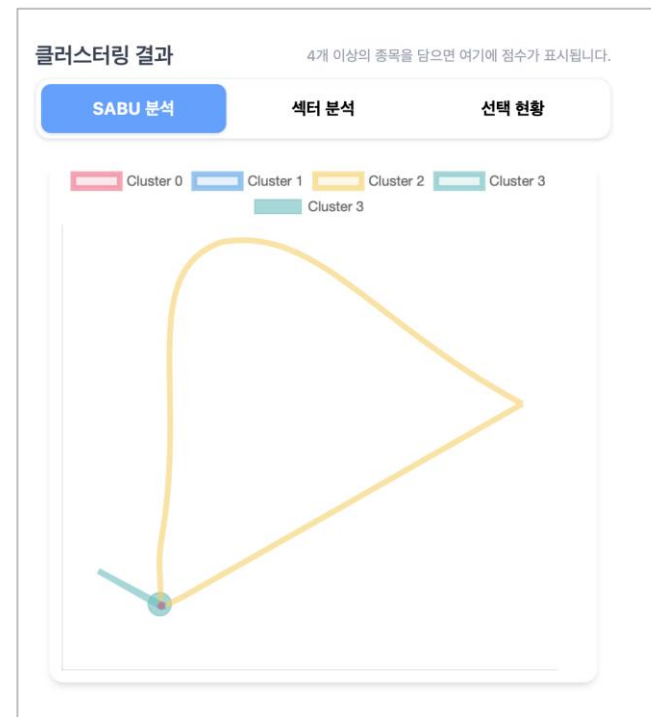 클러스터링 결과 4개 이상의 종목을 담으면 여기에 점수가 표시됩니다.
SABU 분석 섹터 분석 선택 현황
Cluster 0 Cluster 1 Cluster 2 Cluster 3
Cluster 3